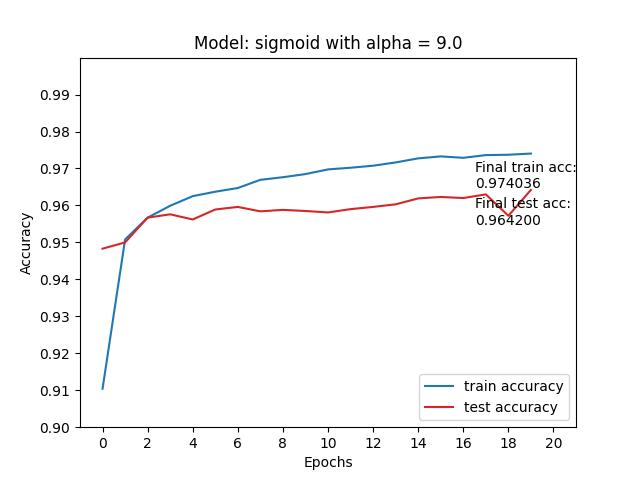 Model: sigmoid with alpha = 9.0
0.99
0.98
0.97
0.96
0.95
0.94
0.93
0.92
0.91
0.90
Accuracy
Final train acc:
0.974036
Final test acc:
0.964200
train accuracy
test accuracy
0 2 4 6 8 10 12 14 16 18 20
Epochs